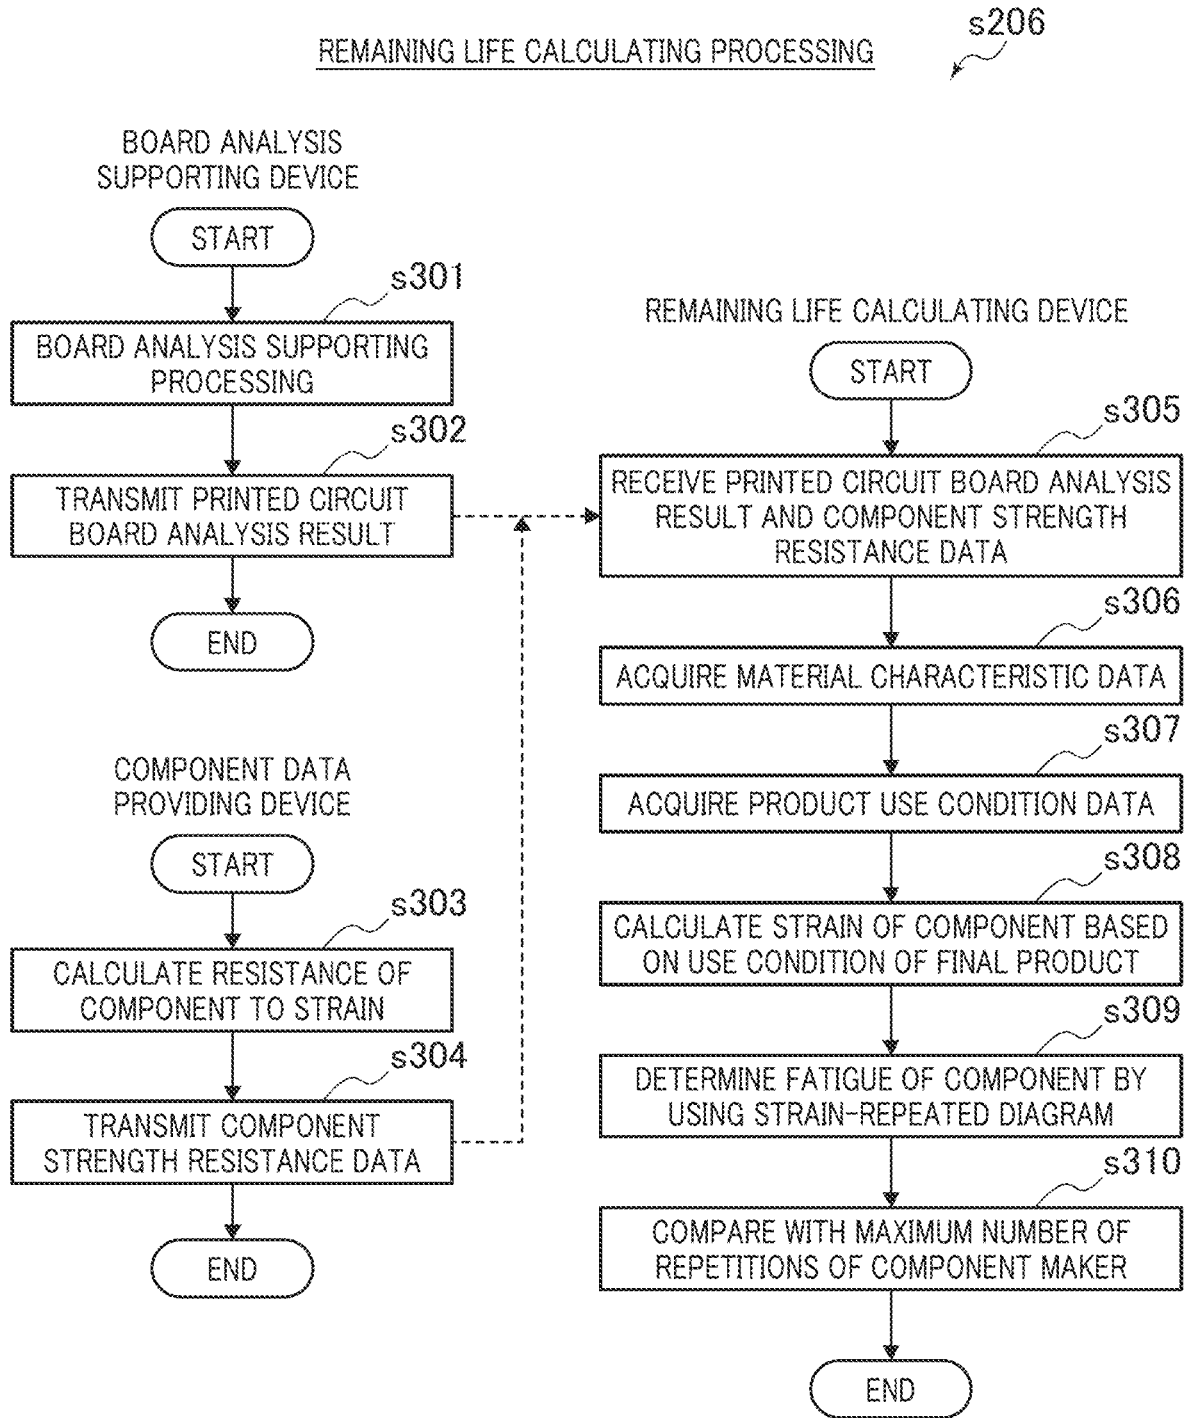 REMAINING LIFE CALCULATING PROCESSING
s206
BOARD ANALYSIS
SUPPORTING DEVICE
START
s301
BOARD ANALYSIS SUPPORTING
PROCESSING
s302
TRANSMIT PRINTED CIRCUIT
BOARD ANALYSIS RESULT
END
COMPONENT DATA
PROVIDING DEVICE
START
s303
CALCULATE RESISTANCE OF
COMPONENT TO STRAIN
s304
TRANSMIT COMPONENT
STRENGTH RESISTANCE DATA
END
REMAINING LIFE CALCULATING DEVICE
START
s305
RECEIVE PRINTED CIRCUIT BOARD ANALYSIS
RESULT AND COMPONENT STRENGTH
RESISTANCE DATA
s306
ACQUIRE MATERIAL CHARACTERISTIC DATA
s307
ACQUIRE PRODUCT USE CONDITION DATA
s308
CALCULATE STRAIN OF COMPONENT BASED
ON USE CONDITION OF FINAL PRODUCT
s309
DETERMINE FATIGUE OF COMPONENT BY
USING STRAIN-REPEATED DIAGRAM
s310
COMPARE WITH MAXIMUM NUMBER OF
REPETITIONS OF COMPONENT MAKER
END